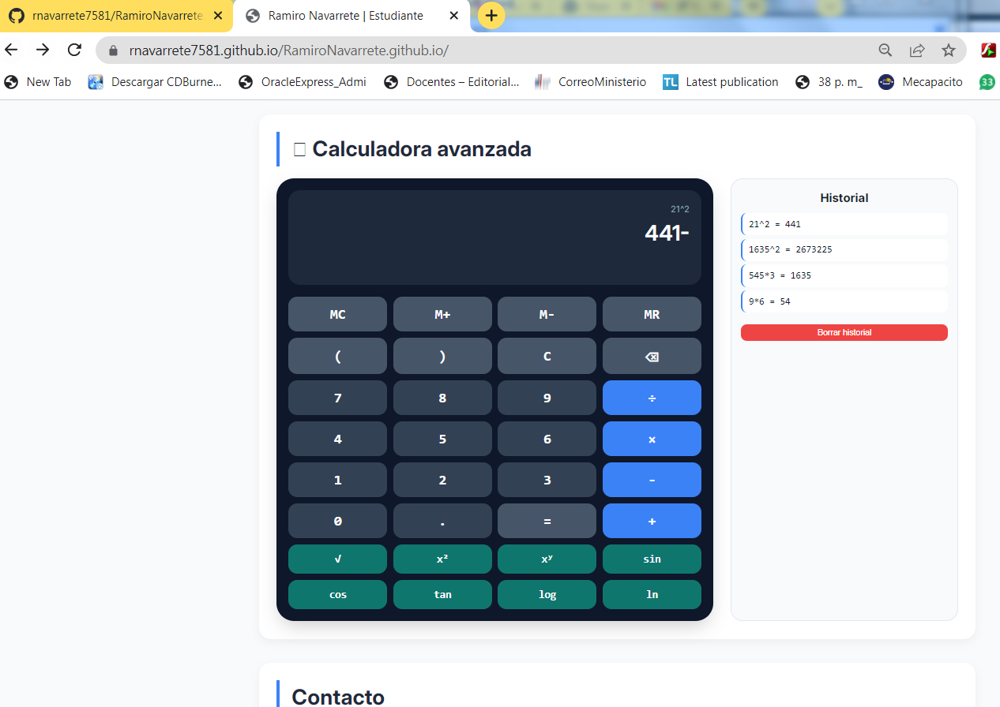 rnavarrete7581/RamiroNavarrete
Ramiro Navarrete | Estudiante
rnavarrete7581.github.io/RamiroNavarrete.github.io/
New Tab
Descargar CDBurne...
OracleExpress_Admi
Docentes – Editorial...
CorreoMinisterio
TL
Latest publication
38 p. m_
Mecapacito
33
Calculadora avanzada
21^2
441-
MC M+ M- MR
( ) C ⌫
7 8 9 ÷
4 5 6 ×
1 2 3 -
0 . = +
√ x² xʸ sin
cos tan log ln
Historial
21^2 = 441
1635^2 = 2673225
545*3 = 1635
9*6 = 54
Borrar historial
Contacto